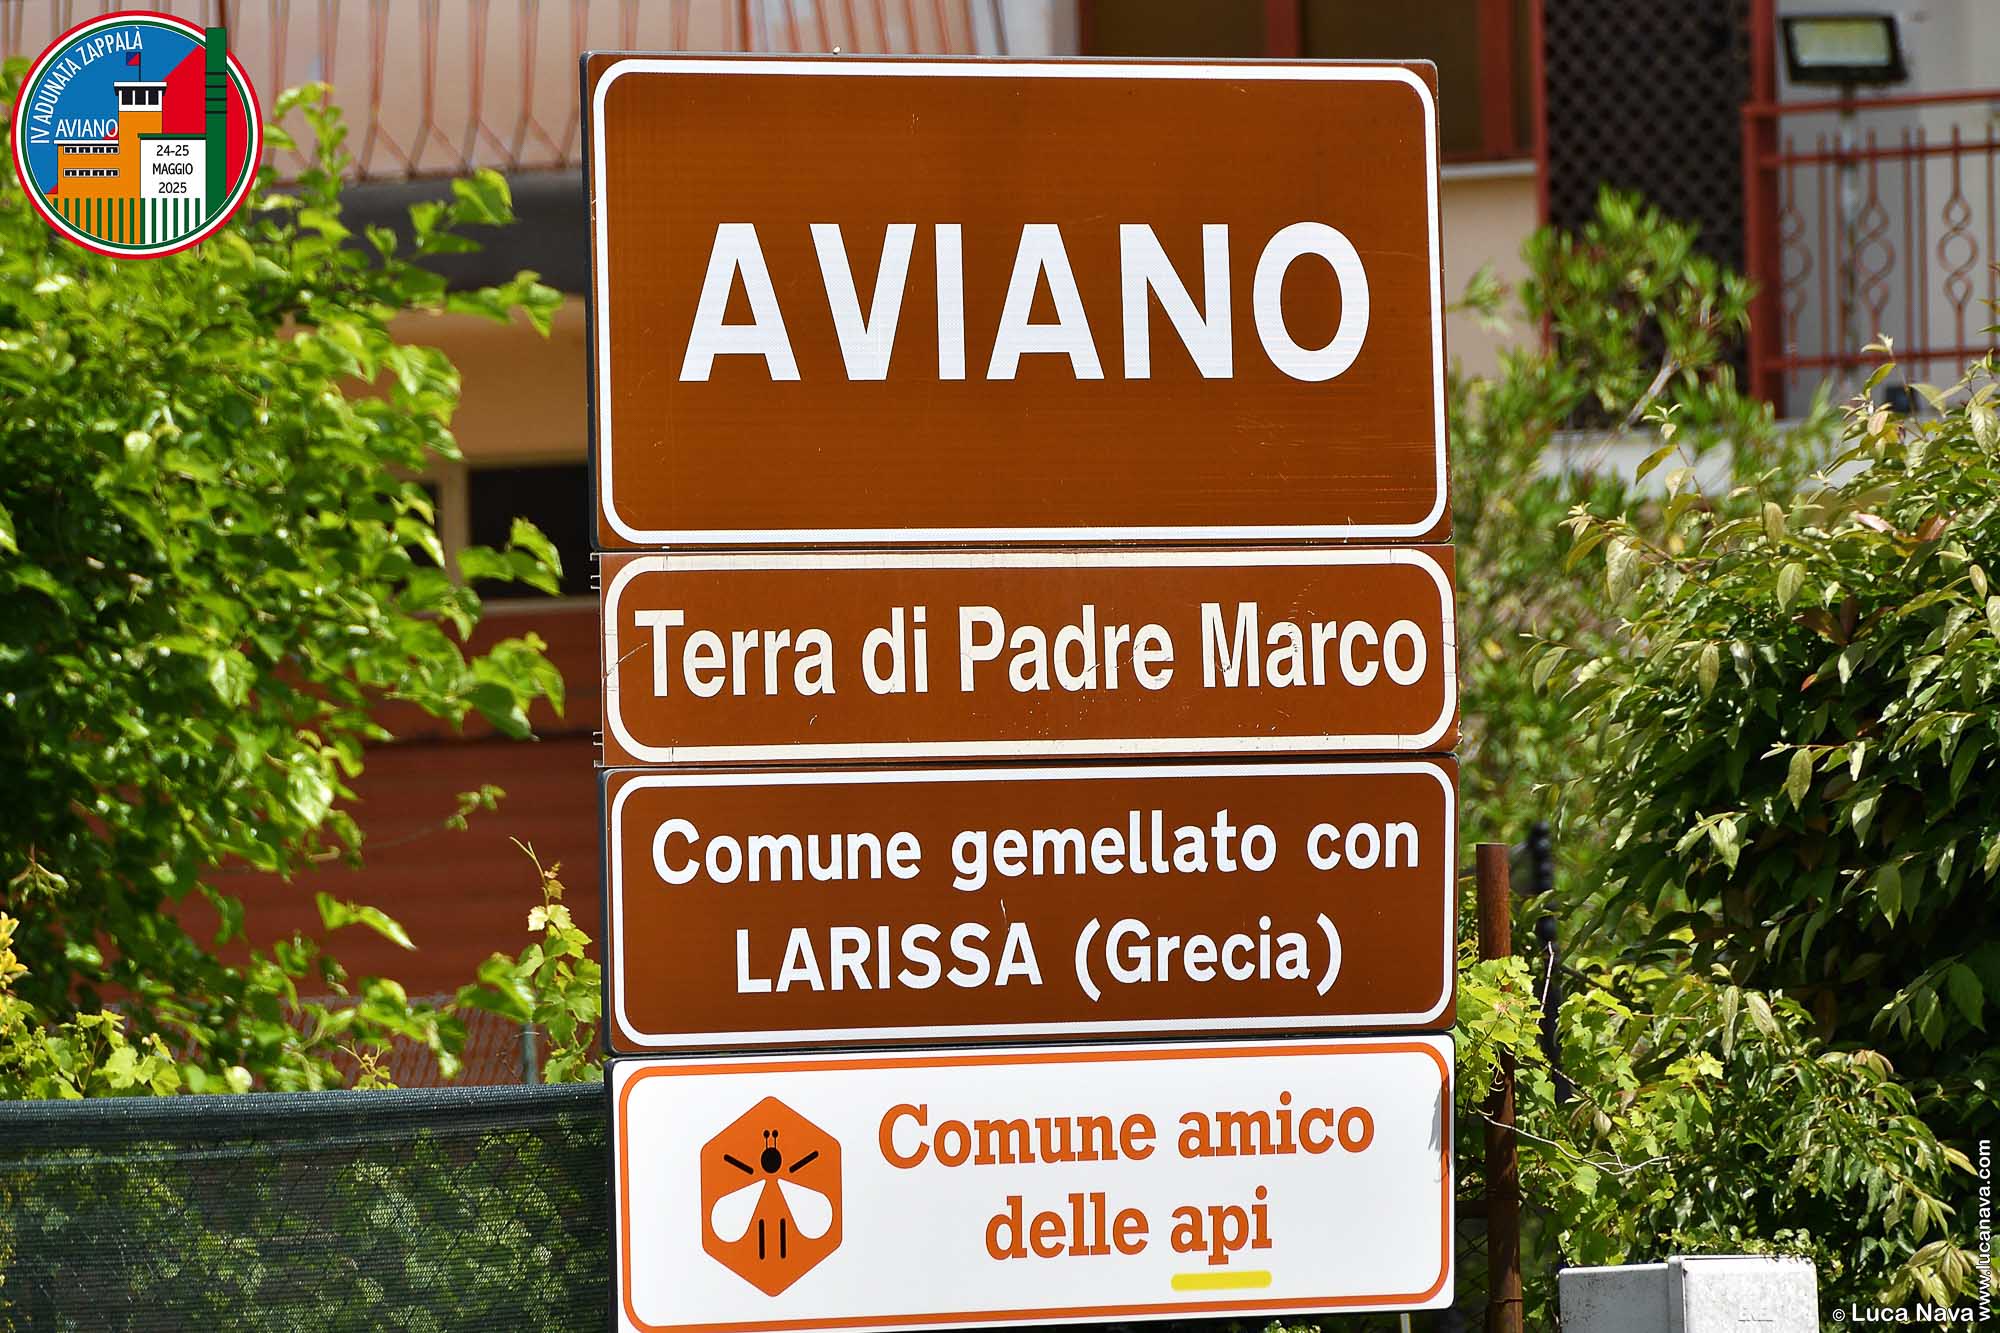 IV ADUNATA ZAPPALÀ
AVIANO
24-25
MAGGIO
2025
AVIANO
Terra di Padre Marco
Comune gemellato con
LARISSA (Grecia)
Comune amico
delle api
© Luca Nava
www.lucanava.com